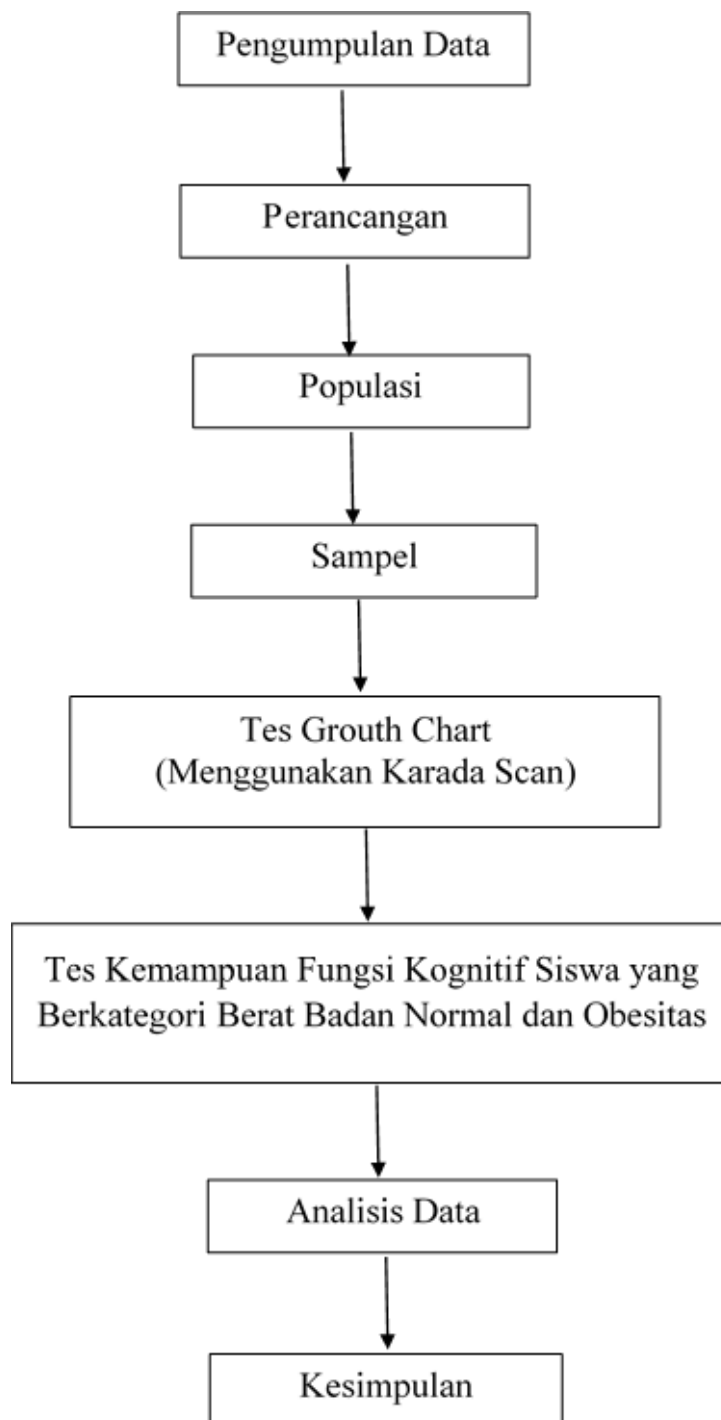 Pengumpulan Data
Perancangan
Populasi
Sampel
Tes Grouth Chart
(Menggunakan Karada Scan)
Tes Kemampuan Fungsi Kognitif Siswa yang
Berkategori Berat Badan Normal dan Obesitas
Analisis Data
Kesimpulan